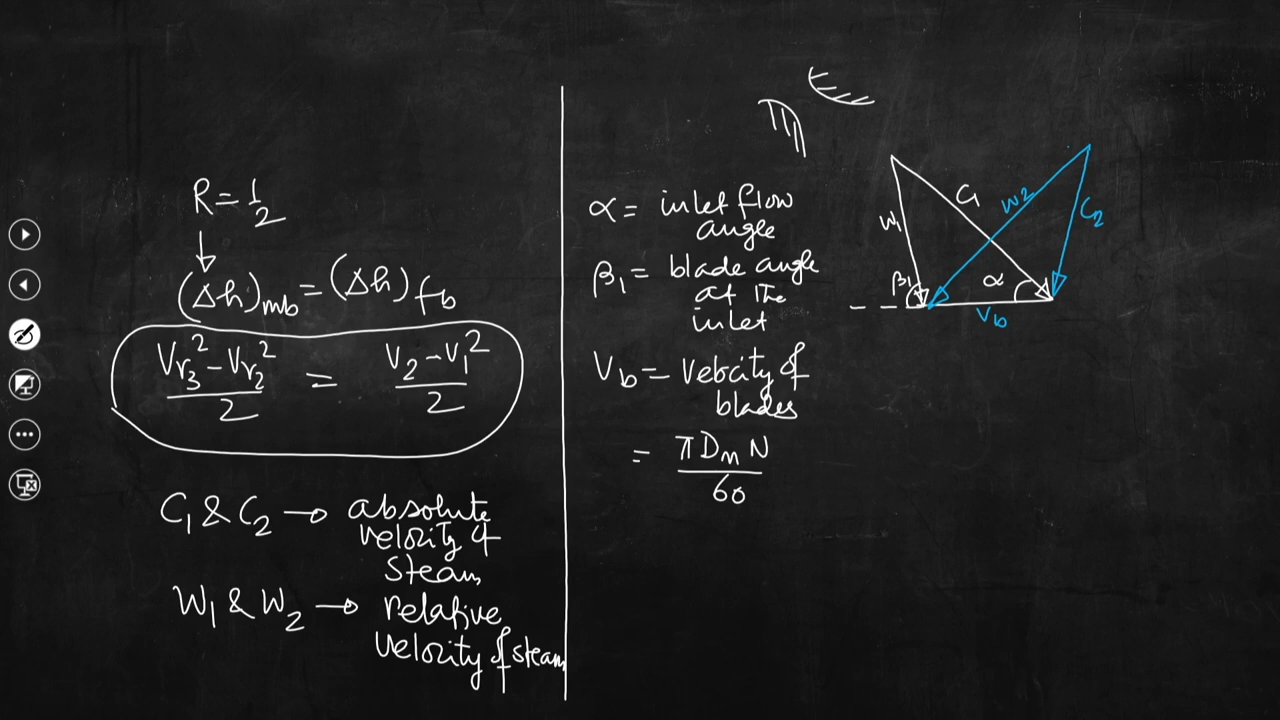 R = 1/2
(Δh)mb = (Δh)fb
(Vr3² - Vr2²)/2 = (V2 - V1²)/2
C1 & C2 → absolute
velocity of
steam
W1 & W2 → relative
velocity of steam
α = inlet flow
angle
β1 = blade angle
at the
inlet
Vb = velocity of
blades
= πDmN/60
W1
C1
W2
C2
β1
α
Vb